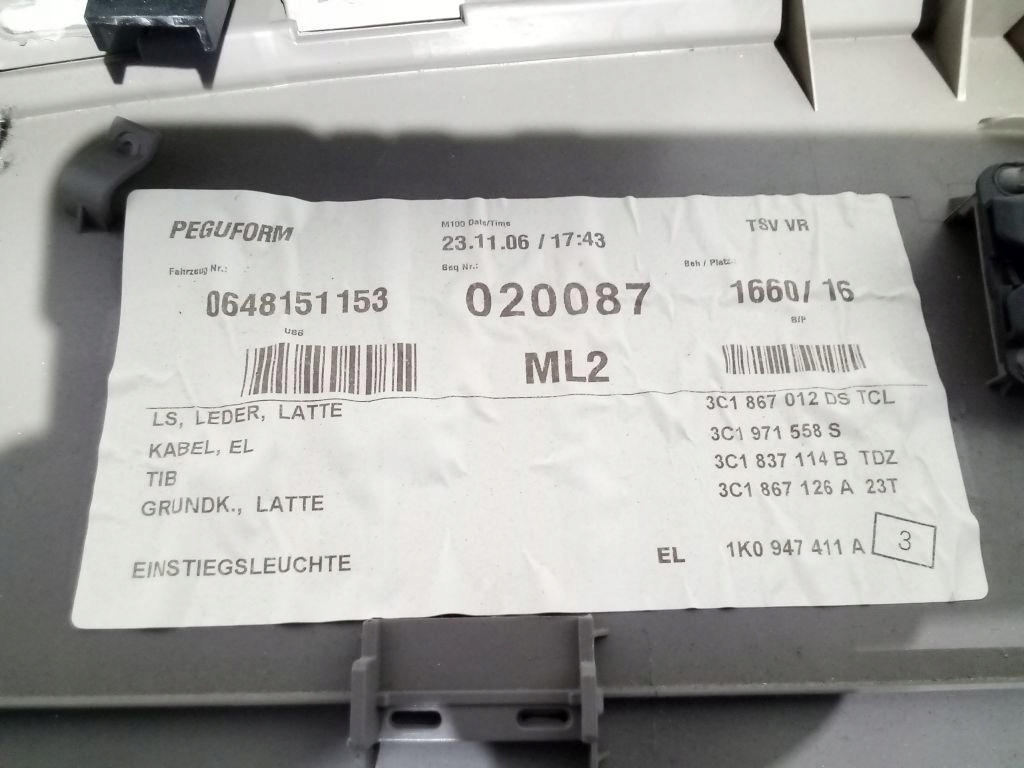 PEGUFORM
M100 Date/Time
TSV VR
23.11.06 / 17:43
Fahrzeug Nr.:
Seq Nr.:
Beh / Platz:
0648151153
020087
1660/ 16
ML2
LS, LEDER, LATTE
3C1 867 012 DS TCL
KABEL, EL
3C1 971 558 S
TIB
3C1 837 114 B TDZ
GRUNDK., LATTE
3C1 867 126 A 23T
EINSTIEGSLEUCHTE
EL 1K0 947 411 A 3